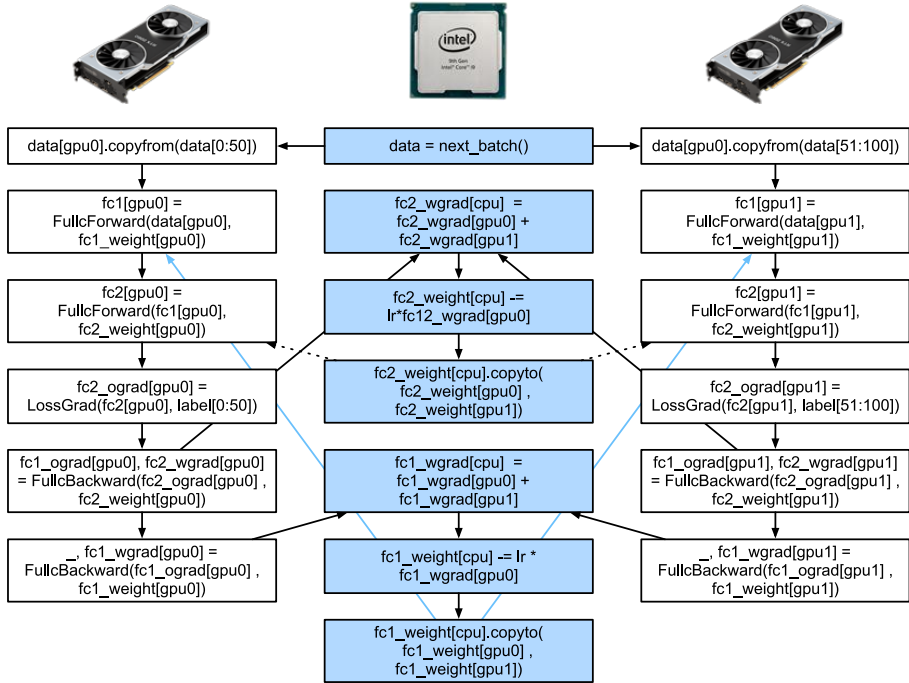 intel
9th Gen
Intel® Core™ i9
data[gpu0].copyfrom(data[0:50])
data = next_batch()
data[gpu0].copyfrom(data[51:100])
fc1[gpu0] =
FullcForward(data[gpu0],
fc1_weight[gpu0])
fc2_wgrad[cpu] =
fc2_wgrad[gpu0] +
fc2_wgrad[gpu1]
fc1[gpu1] =
FullcForward(data[gpu1],
fc1_weight[gpu1])
fc2[gpu0] =
FullcForward(fc1[gpu0],
fc2_weight[gpu0])
fc2_weight[cpu] -=
lr*fc12_wgrad[gpu0]
fc2[gpu1] =
FullcForward(fc1[gpu1],
fc2_weight[gpu1])
fc2_ograd[gpu0] =
LossGrad(fc2[gpu0], label[0:50])
fc2_weight[cpu].copyto(
fc2_weight[gpu0] ,
fc2_weight[gpu1])
fc2_ograd[gpu1] =
LossGrad(fc2[gpu1], label[51:100])
fc1_ograd[gpu0], fc2_wgrad[gpu0]
= FullcBackward(fc2_ograd[gpu0] ,
fc2_weight[gpu0])
fc1_wgrad[cpu] =
fc1_wgrad[gpu0] +
fc1_wgrad[gpu1]
fc1_ograd[gpu1], fc2_wgrad[gpu1]
= FullcBackward(fc2_ograd[gpu1] ,
fc2_weight[gpu1])
_, fc1_wgrad[gpu0] =
FullcBackward(fc1_ograd[gpu0] ,
fc1_weight[gpu0])
fc1_weight[cpu] -= lr *
fc1_wgrad[gpu0]
_, fc1_wgrad[gpu1] =
FullcBackward(fc1_ograd[gpu1] ,
fc1_weight[gpu1])
fc1_weight[cpu].copyto(
fc1_weight[gpu0] ,
fc1_weight[gpu1])